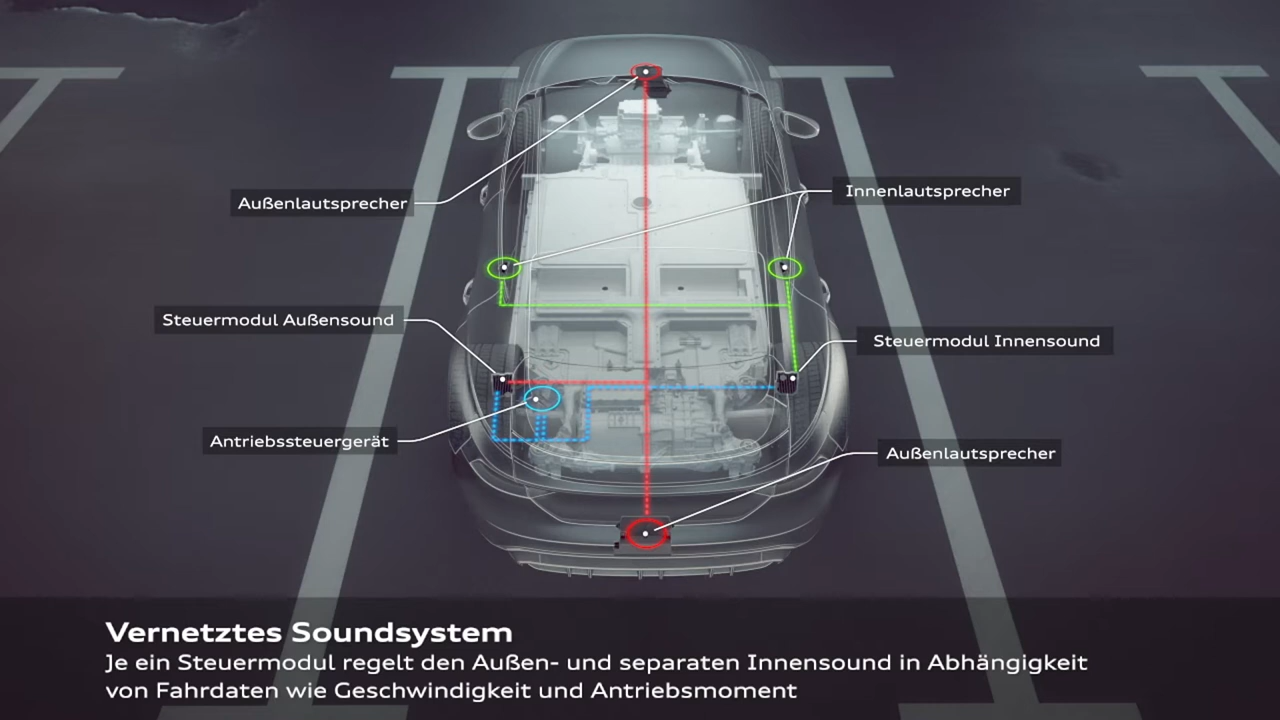 Außenlautsprecher
Innenlautsprecher
Steuermodul Außensound
Steuermodul Innensound
Antriebssteuergerät
Außenlautsprecher
Vernetztes Soundsystem
Je ein Steuermodul regelt den Außen- und separaten Innensound in Abhängigkeit
von Fahrdaten wie Geschwindigkeit und Antriebsmoment